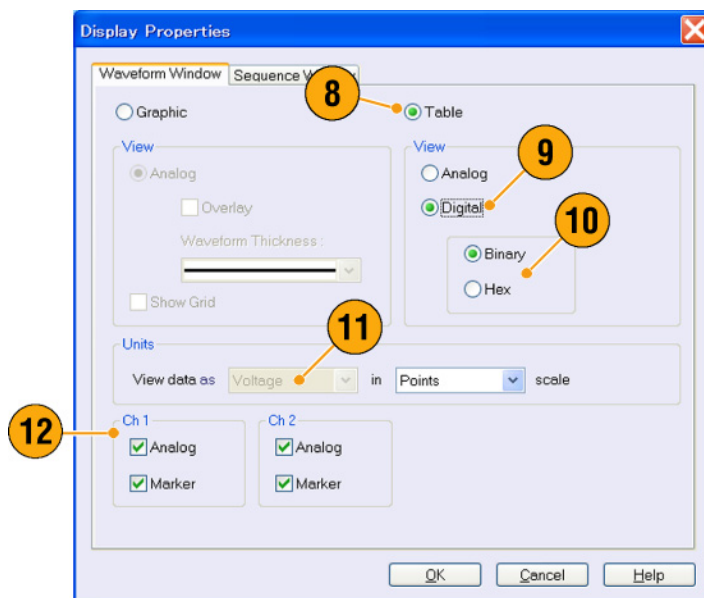 Display Properties
Waveform Window Sequence
8
Graphic
Table
View
View
9
Analog
Analog
Overlay
Digital
10
Waveform Thickness :
Binary
Hex
Show Grid
11
Units
View data as Voltage in Points scale
12
Ch 1
Ch 2
Analog
Analog
Marker
Marker
OK Cancel Help